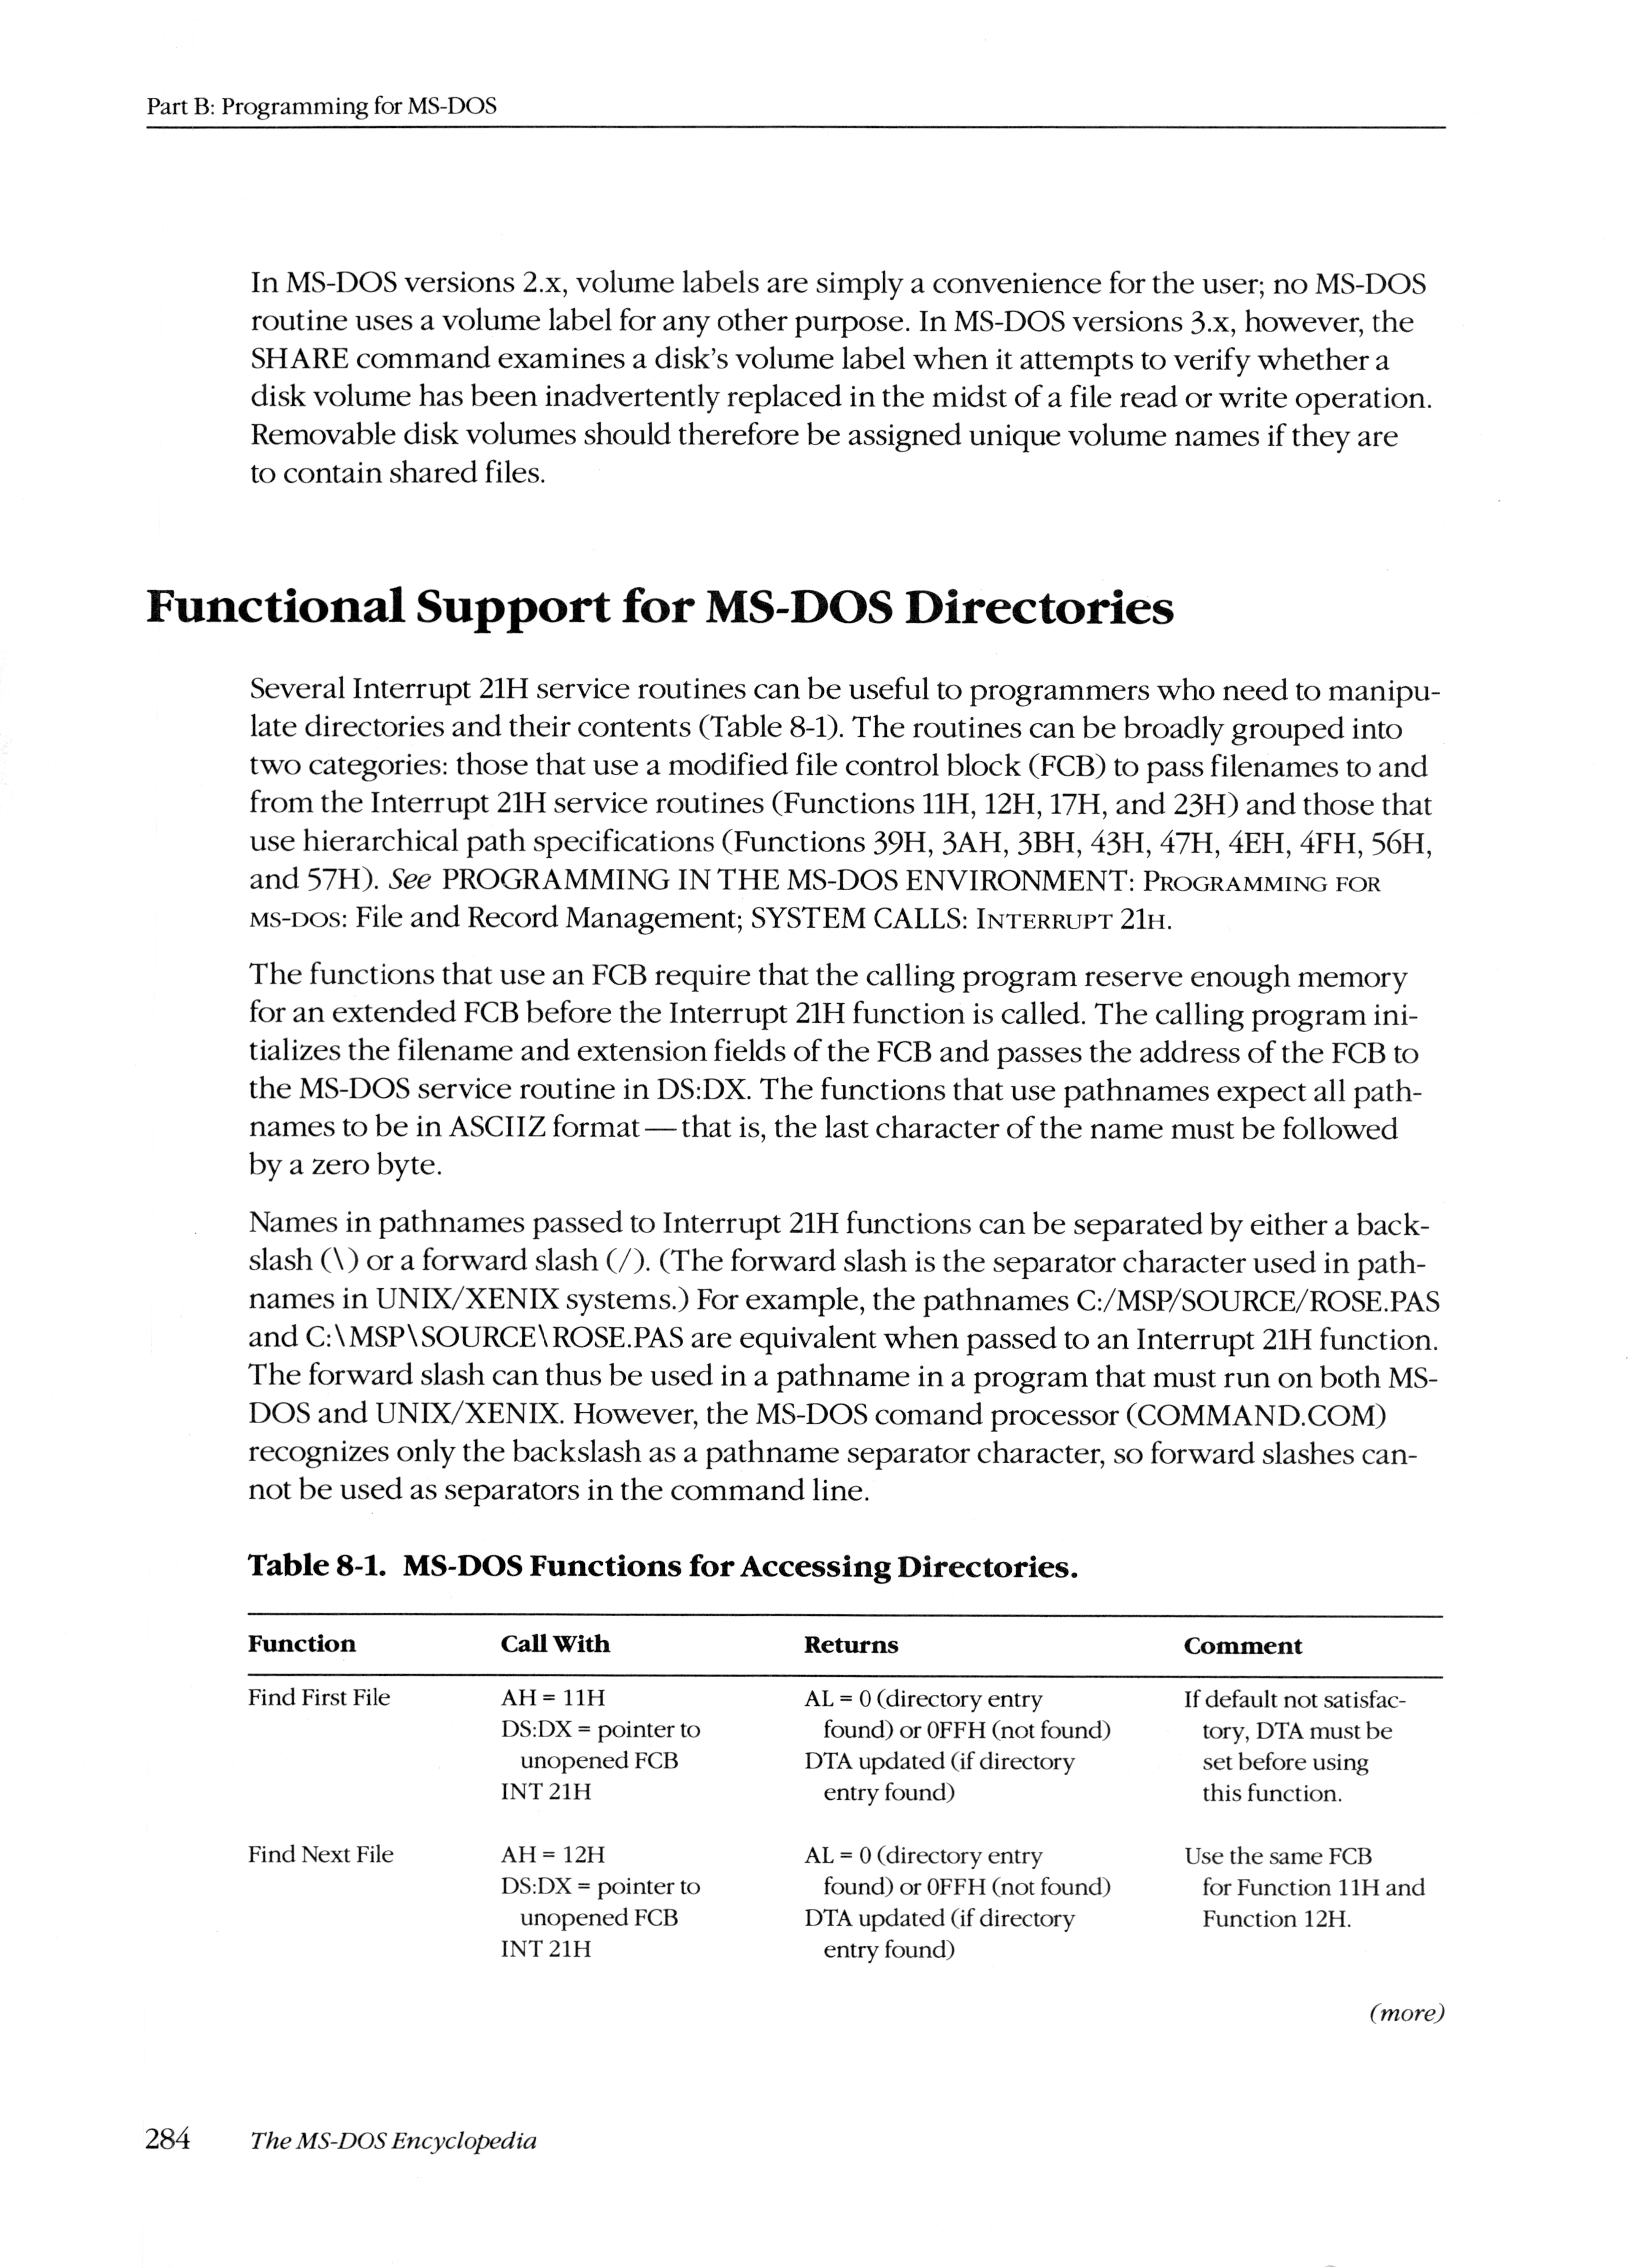 Part B: Programming for MS-DOS
In MS-DOS versions 2.x, volume labels are simply a convenience for the user; no MS-DOS
routine uses a volume label for any other purpose. In MS-DOS versions 3.x, however, the
SHARE command examines a disk's volume label when it attempts to verify whether a
disk volume has been inadvertently replaced in the midst of a file read or write operation.
Removable disk volumes should therefore be assigned unique volume names if they are
to contain shared files.
Functional Support for MS-DOS Directories
Several Interrupt 21H service routines can be useful to programmers who need to manipu-
late directories and their contents (Table 8-1). The routines can be broadly grouped into
two categories: those that use a modified file control block (FCB) to pass filenames to and
from the Interrupt 21H service routines (Functions 11H, 12H, 17H, and 23H) and those that
use hierarchical path specifications (Functions 39H, 3AH, 3BH, 43H, 47H, 4EH, 4FH, 56H,
and 57H). See PROGRAMMING IN THE MS-DOS ENVIRONMENT: PROGRAMMING FOR
MS-DOS: File and Record Management; SYSTEM CALLS: INTERRUPT 21H.
The functions that use an FCB require that the calling program reserve enough memory
for an extended FCB before the Interrupt 21H function is called. The calling program ini-
tializes the filename and extension fields of the FCB and passes the address of the FCB to
the MS-DOS service routine in DS:DX. The functions that use pathnames expect all path-
names to be in ASCIIZ format—that is, the last character of the name must be followed
by a zero byte.
Names in pathnames passed to Interrupt 21H functions can be separated by either a back-
slash (\) or a forward slash (/). (The forward slash is the separator character used in path-
names in UNIX/XENIX systems.) For example, the pathnames C:/MSP/SOURCE/ROSE.PAS
and C:\MSP\SOURCE\ROSE.PAS are equivalent when passed to an Interrupt 21H function.
The forward slash can thus be used in a pathname in a program that must run on both MS-
DOS and UNIX/XENIX. However, the MS-DOS comand processor (COMMAND.COM)
recognizes only the backslash as a pathname separator character, so forward slashes can-
not be used as separators in the command line.
Table 8-1. MS-DOS Functions for Accessing Directories.
Function Call With Returns Comment
Find First File AH = 11H AL = 0 (directory entry If default not satisfac-
DS:DX = pointer to found) or 0FFH (not found) tory, DTA must be
unopened FCB DTA updated (if directory set before using
INT 21H entry found) this function.
Find Next File AH = 12H AL = 0 (directory entry Use the same FCB
DS:DX = pointer to found) or 0FFH (not found) for Function 11H and
unopened FCB DTA updated (if directory Function 12H.
INT 21H entry found)
(more)
284 The MS-DOS Encyclopedia